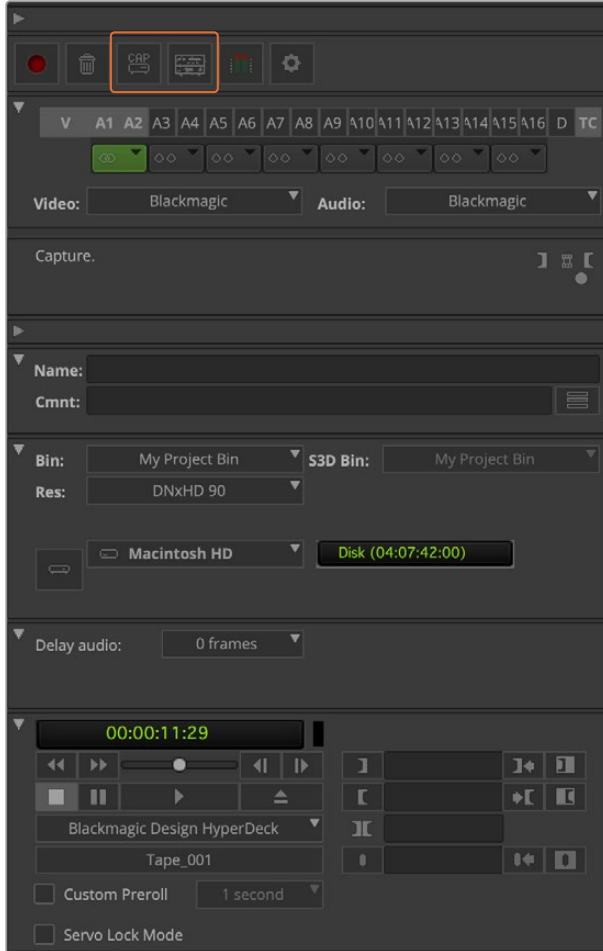 CAP
V A1 A2 A3 A4 A5 A6 A7 A8 A9 A10 A11 A12 A13 A14 A15 A16 D TC
Video: Blackmagic Audio: Blackmagic
Capture.
Name:
Cmnt:
Bin: My Project Bin S3D Bin: My Project Bin
Res: DNxHD 90
Macintosh HD Disk (04:07:42:00)
Delay audio: 0 frames
00:00:11:29
Blackmagic Design HyperDeck
Tape_001
Custom Preroll 1 second
Servo Lock Mode